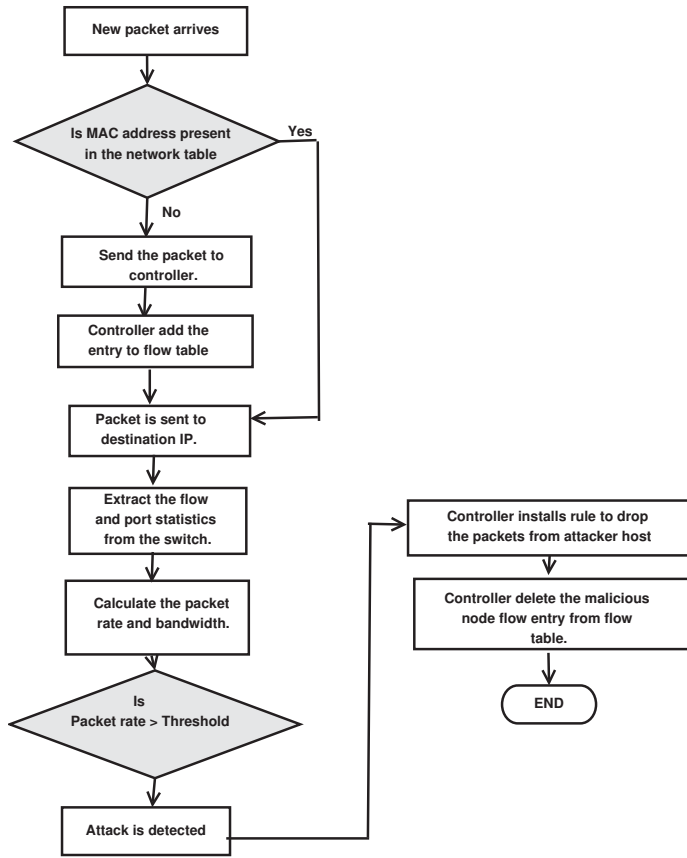 New packet arrives
Is MAC address present
in the network table
Yes
No
Send the packet to
controller.
Controller add the
entry to flow table
Packet is sent to
destination IP.
Extract the flow
and port statistics
from the switch.
Calculate the packet
rate and bandwidth.
Is
Packet rate > Threshold
Attack is detected
Controller installs rule to drop
the packets from attacker host
Controller delete the malicious
node flow entry from flow
table.
END